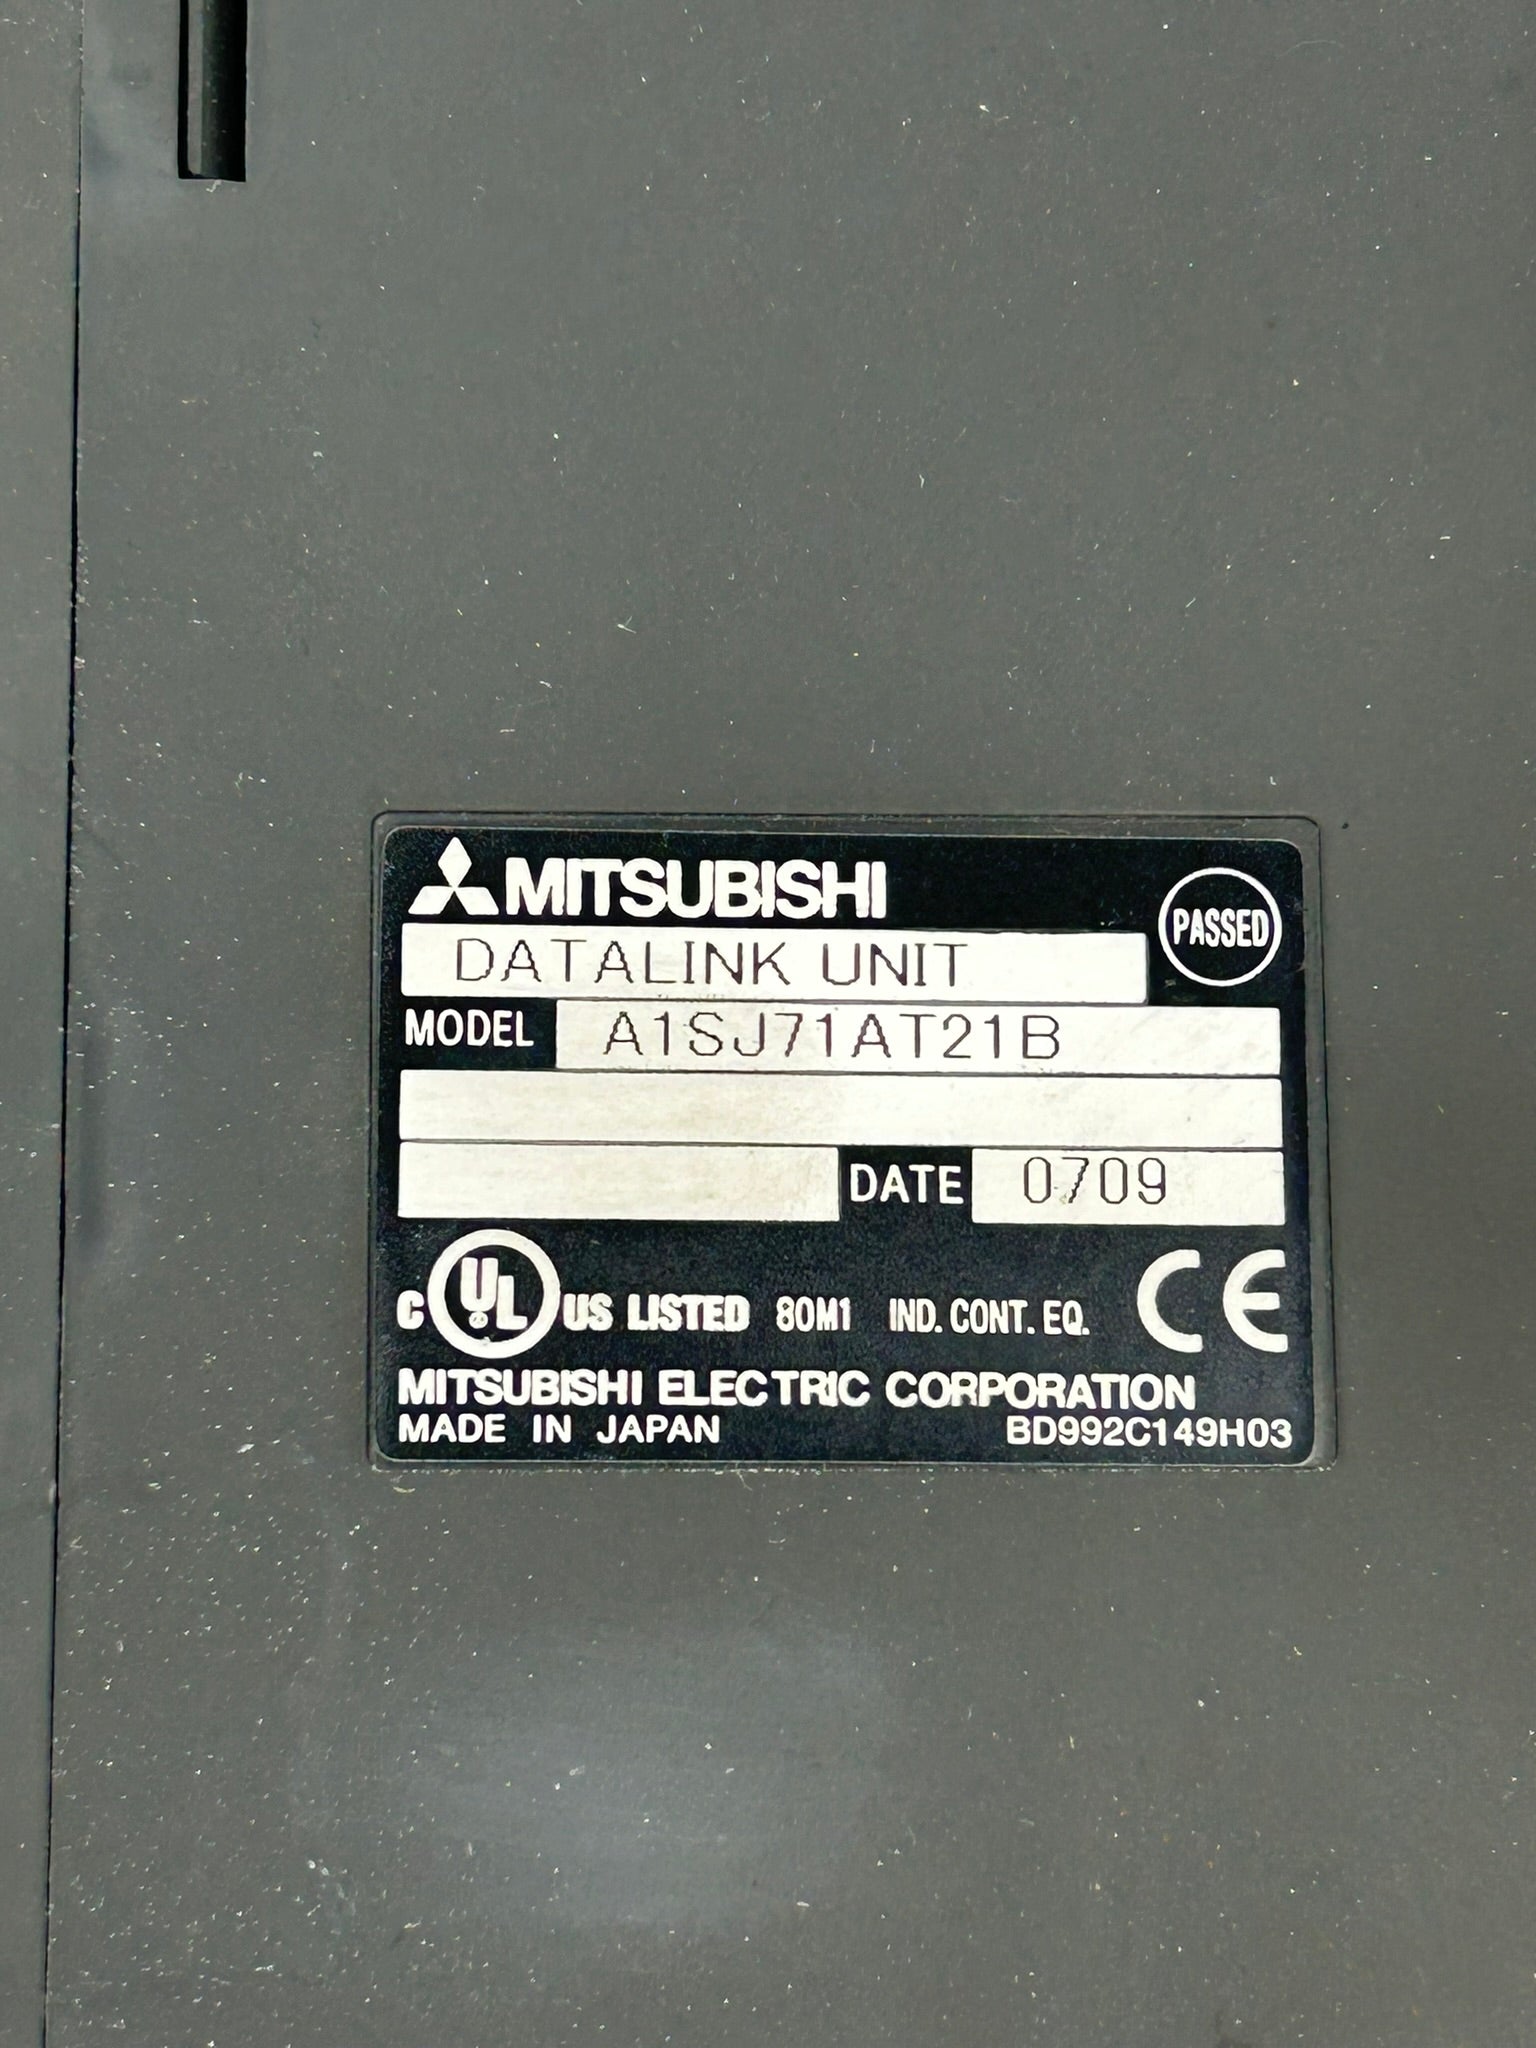 MITSUBISHI
PASSED
DATALINK UNIT
MODEL A1SJ71AT21B
DATE 0709
C UL US LISTED 80M1 IND. CONT. EQ. CE
MITSUBISHI ELECTRIC CORPORATION
MADE IN JAPAN BD992C149H03